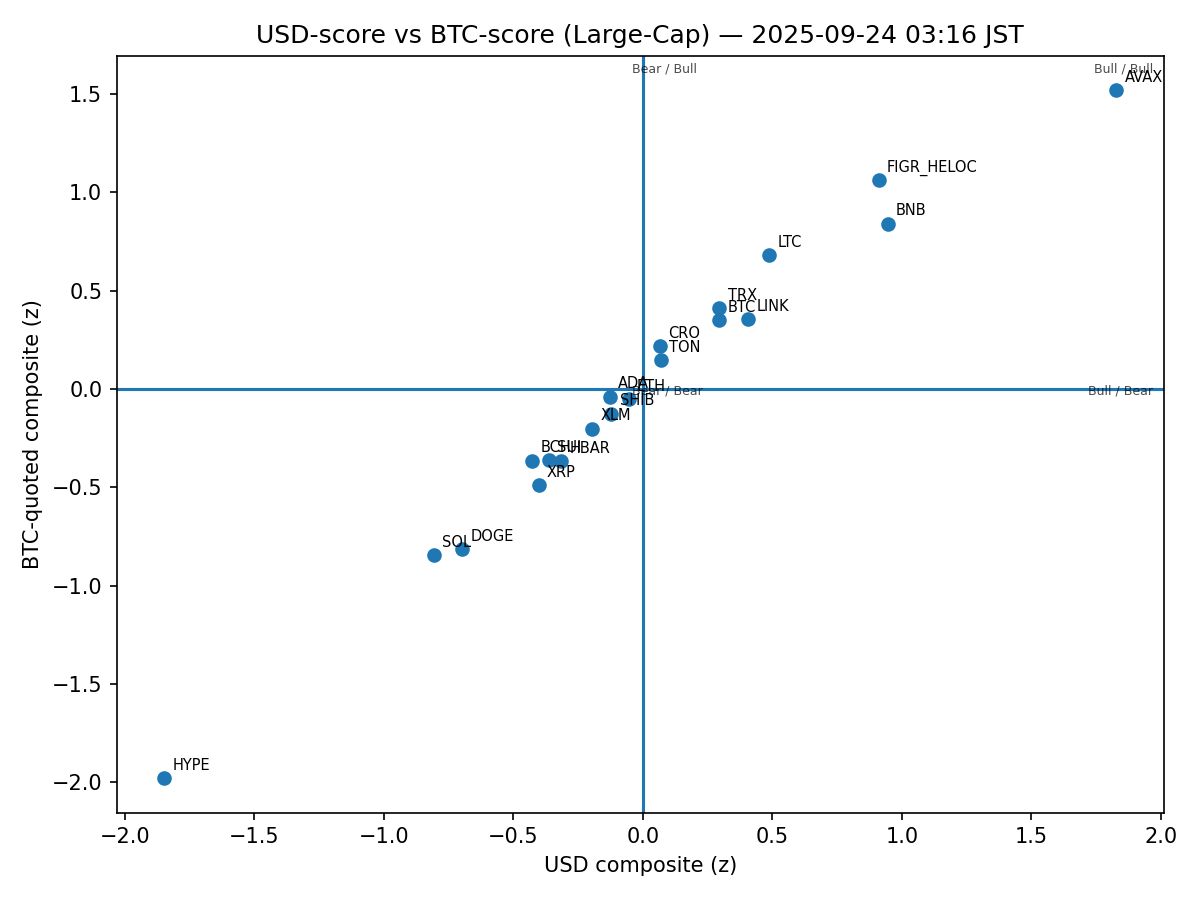 USD-score vs BTC-score (Large-Cap) — 2025-09-24 03:16 JST
Bear / Bull
Bull / Bull
AVAX
FIGR_HELOC
BNB
LTC
TRX
BTC
LINK
CRO
TON
ADA
ETH
Bear / Bear
Bull / Bear
SHIB
XLM
BCH
SUI
HBAR
XRP
SOL
DOGE
HYPE
BTC-quoted composite (z)
1.5
1.0
0.5
0.0
−0.5
−1.0
−1.5
−2.0
−2.0
−1.5
−1.0
−0.5
0.0
0.5
1.0
1.5
2.0
USD composite (z)